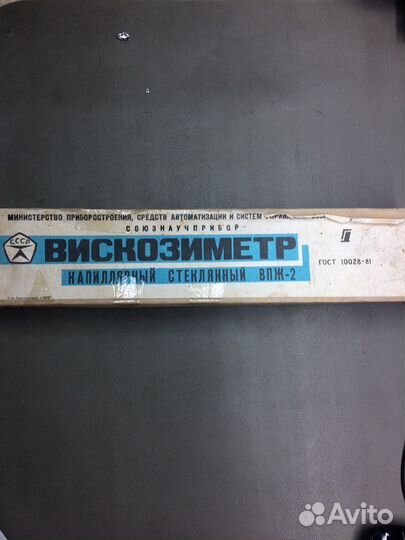 МИНИСТЕРСТВО ПРИБОРОСТРОЕНИЯ, СРЕДСТВ АВТОМАТИЗАЦИИ И СИСТЕМ
СОЮЗНАУЧПРИБОР
СССР
ВИСКОЗИМЕТР
КАПИЛЛЯРНЫЙ СТЕКЛЯННЫЙ ВПЖ-2
ГОСТ 10028-81
Avito